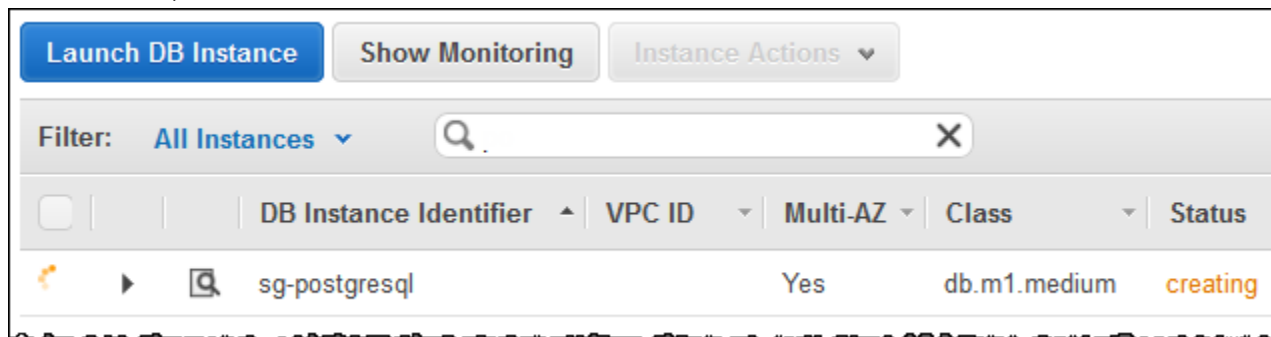 Launch DB Instance Show Monitoring Instance Actions
Filter: All Instances
DB Instance Identifier VPC ID Multi-AZ Class Status
sg-postgresql Yes db.m1.medium creating